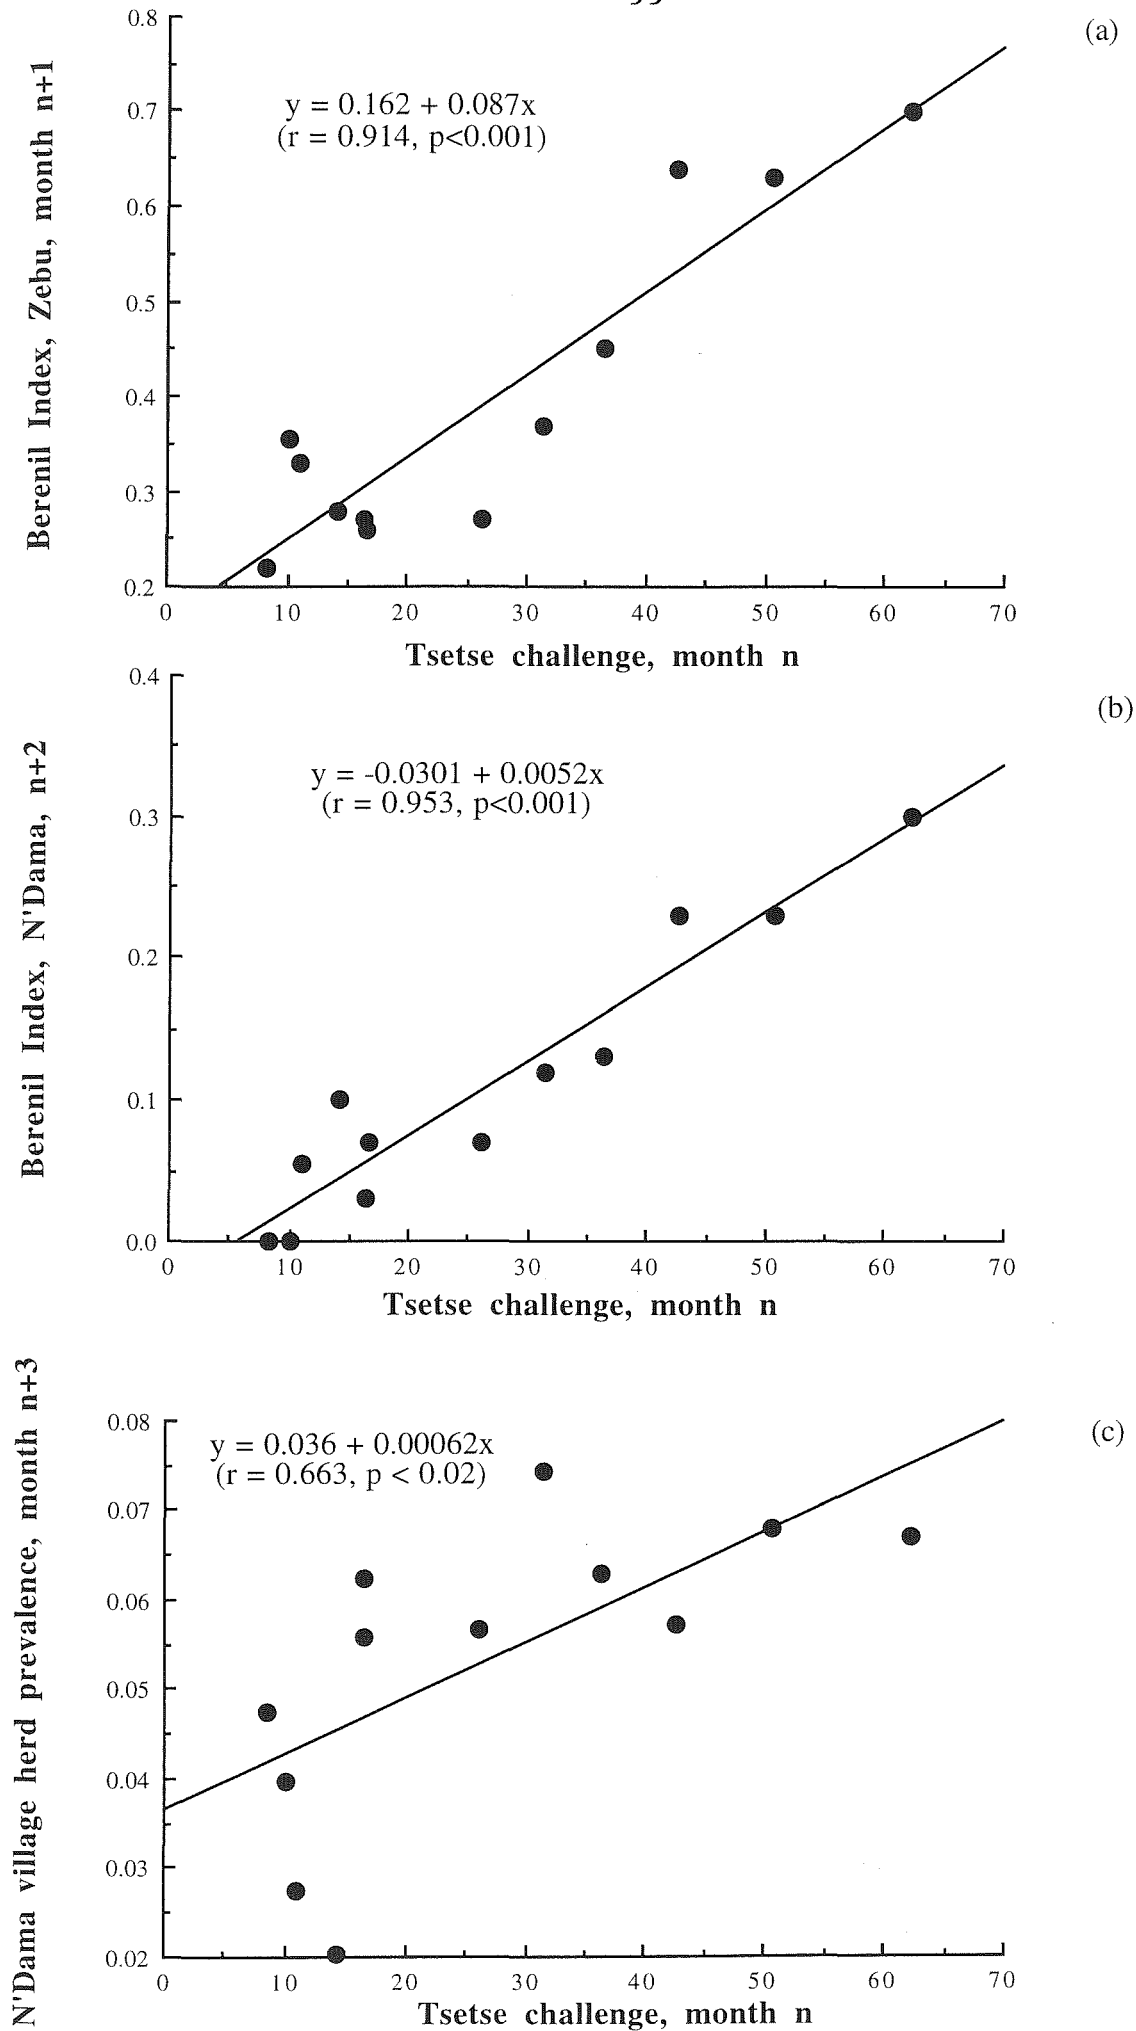 (a)
Berenil Index, Zebu, month n+1
0.8
0.7
0.6
0.5
0.4
0.3
0.2
y = 0.162 + 0.087x
(r = 0.914, p<0.001)
0 10 20 30 40 50 60 70
Tsetse challenge, month n
(b)
Berenil Index, N'Dama, n+2
0.4
0.3
0.2
0.1
0.0
y = -0.0301 + 0.0052x
(r = 0.953, p<0.001)
0 10 20 30 40 50 60 70
Tsetse challenge, month n
(c)
N'Dama village herd prevalence, month n+3
0.08
0.07
0.06
0.05
0.04
0.03
0.02
y = 0.036 + 0.00062x
(r = 0.663, p < 0.02)
0 10 20 30 40 50 60 70
Tsetse challenge, month n